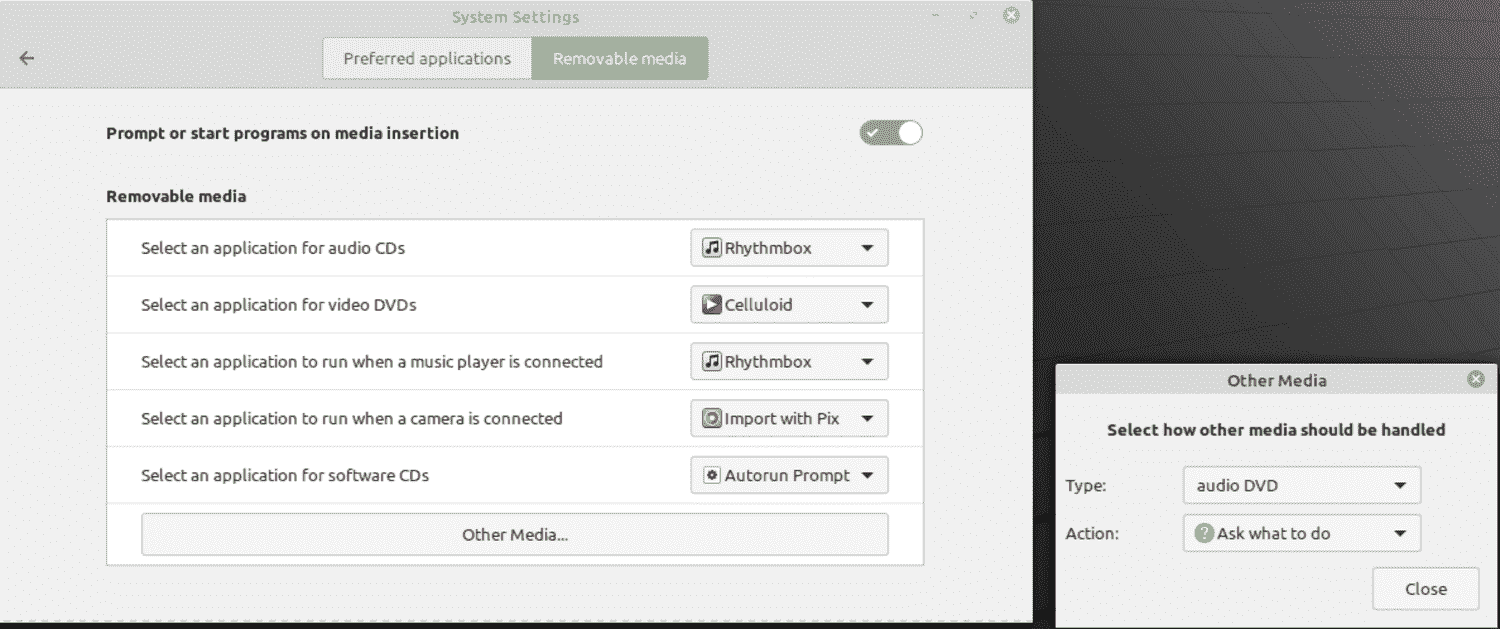 System Settings
Preferred applications
Removable media
Prompt or start programs on media insertion
Removable media
Select an application for audio CDs
Rhythmbox
Select an application for video DVDs
Celluloid
Select an application to run when a music player is connected
Rhythmbox
Select an application to run when a camera is connected
Import with Pix
Select an application for software CDs
Autorun Prompt
Other Media...
Other Media
Select how other media should be handled
Type:
audio DVD
Action:
Ask what to do
Close